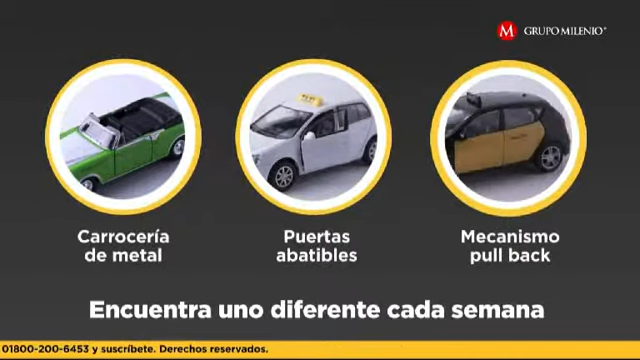 M GRUPO MILENIO
Carrocería
de metal
Puertas
abatibles
Mecanismo
pull back
Encuentra uno diferente cada semana
01800-200-6453 y suscríbete. Derechos reservados.